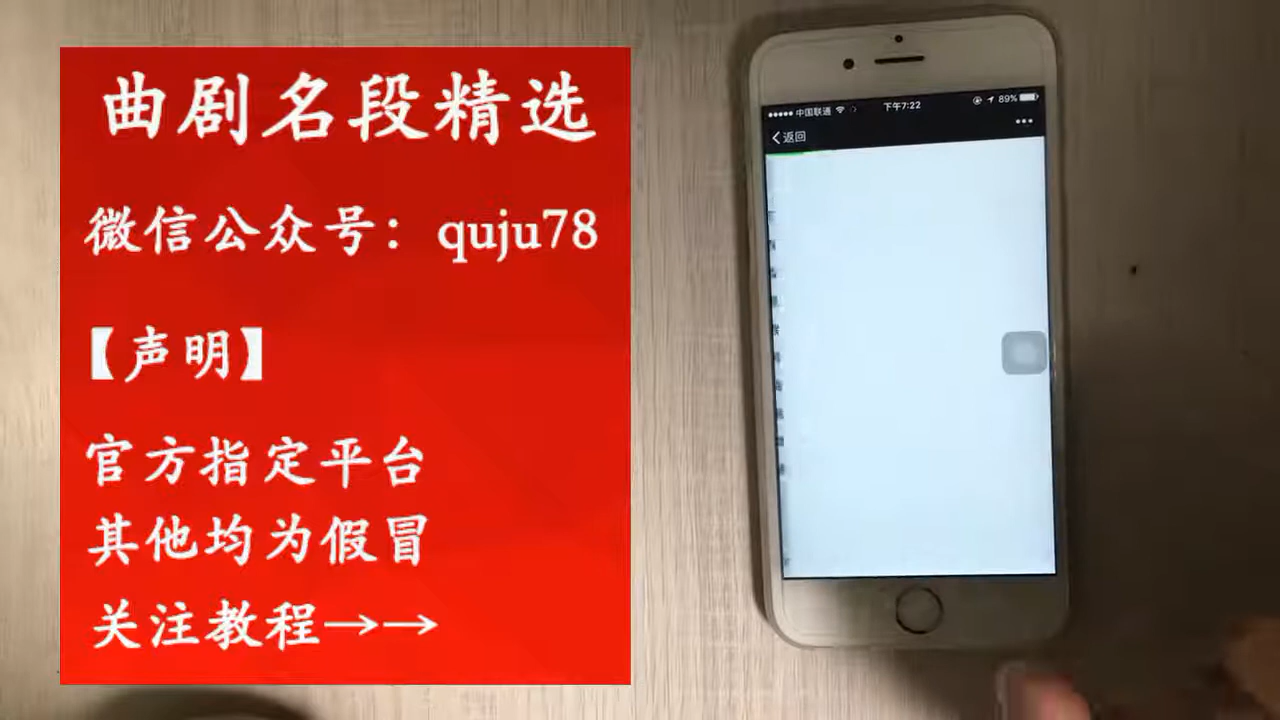 曲剧名段精选
微信公众号：quju78
【声明】
官方指定平台
其他均为假冒
关注教程→→
中国联通 下午7:22 89%
返回